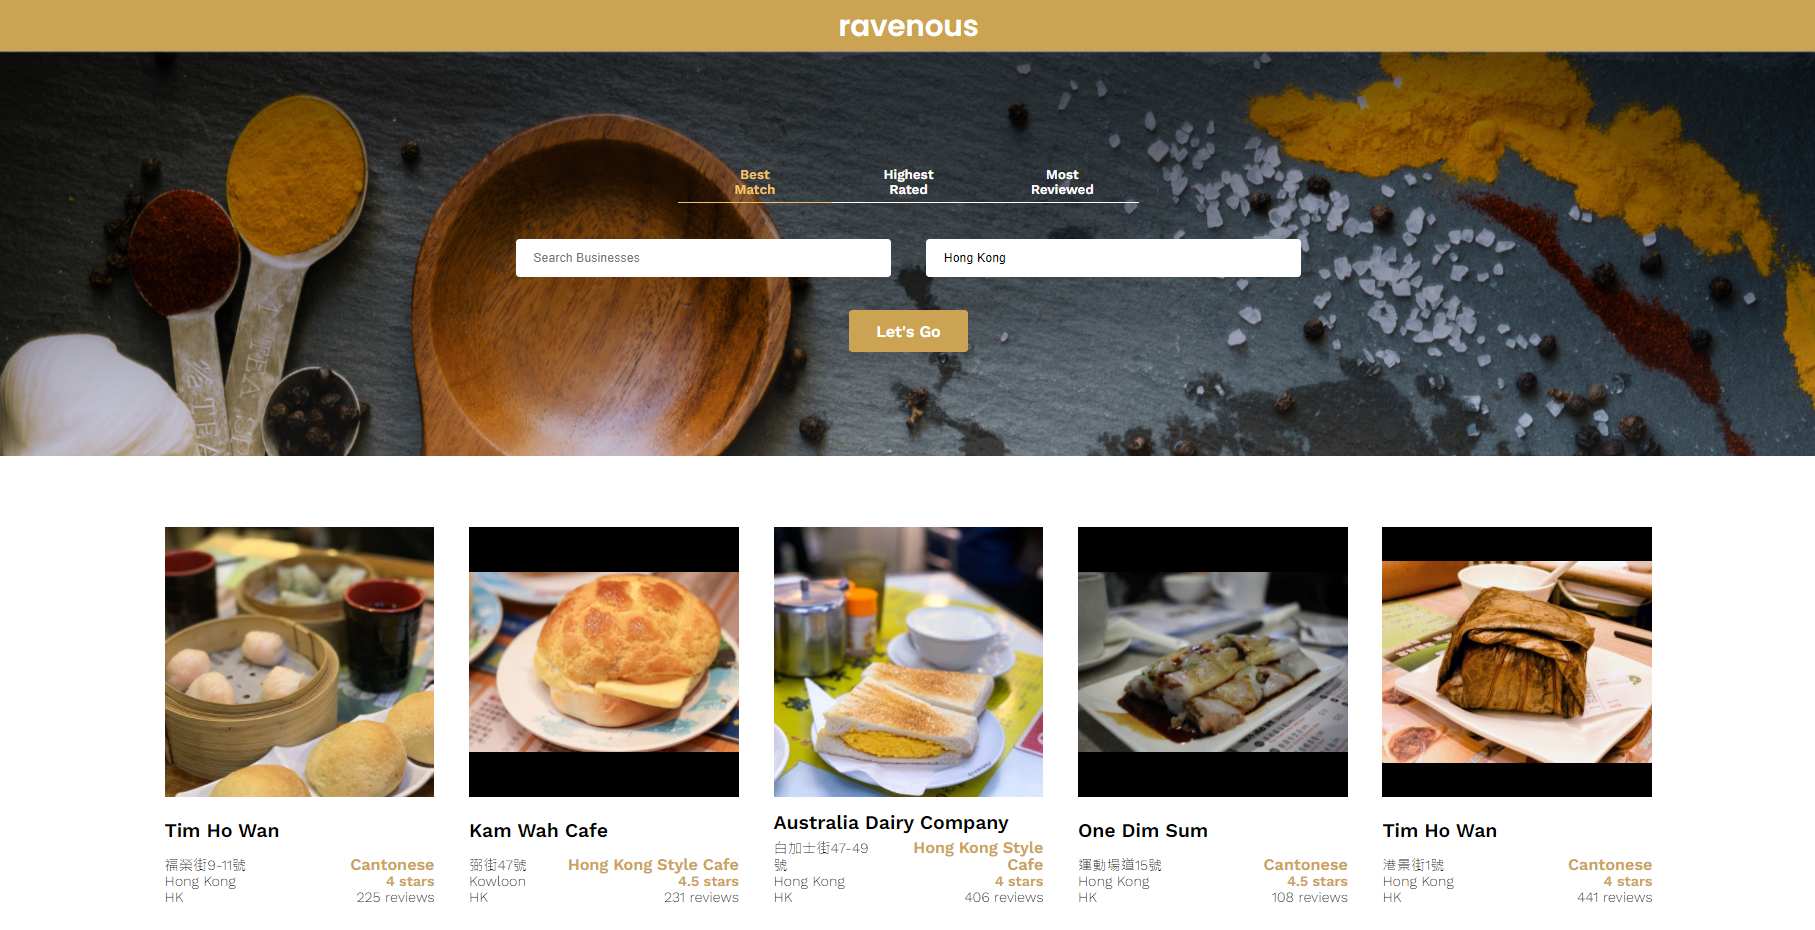 ravenous
Best
Match
Highest
Rated
Most
Reviewed
Search Businesses
Hong Kong
Let's Go
Tim Ho Wan
福榮街9-11號
Hong Kong
HK
Cantonese
4 stars
225 reviews
Kam Wah Cafe
弼街47號
Kowloon
HK
Hong Kong Style Cafe
4.5 stars
231 reviews
Australia Dairy Company
白加士街47-49
號
Hong Kong
HK
Hong Kong Style
Cafe
4 stars
406 reviews
One Dim Sum
運動場道15號
Hong Kong
HK
Cantonese
4.5 stars
108 reviews
Tim Ho Wan
港景街1號
Hong Kong
HK
Cantonese
4 stars
441 reviews